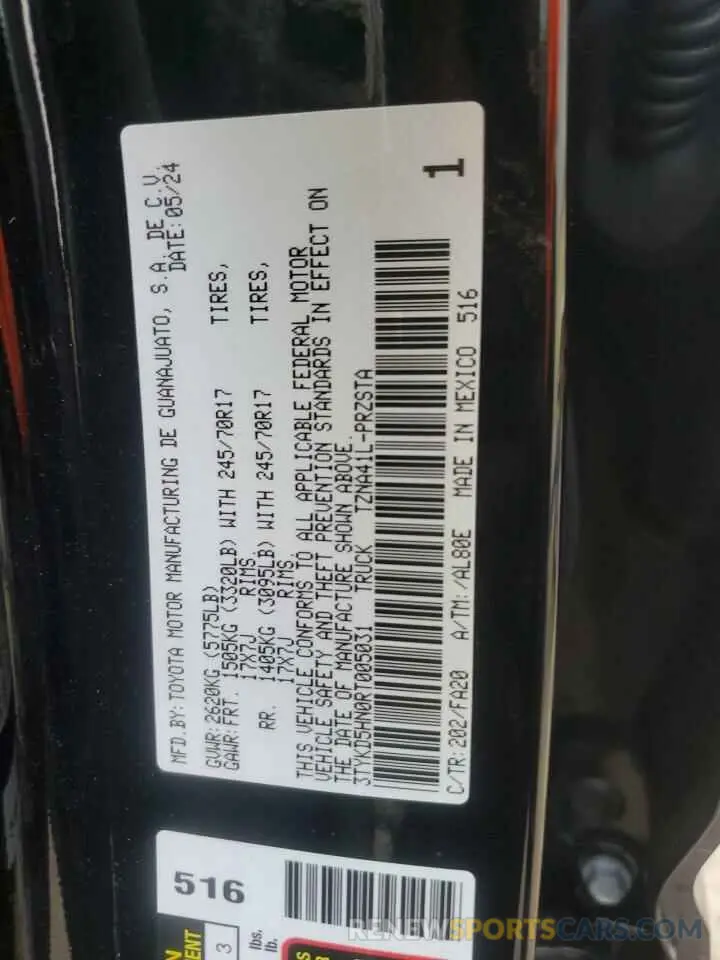 MFD.BY: TOYOTA MOTOR MANUFACTURING DE GUANAJUATO, S.A. DE C.V.
DATE: 05/24
GVWR: 2620KG (5775LB)
GAWR: FRT. 1505KG (3320LB) WITH 245/70R17 TIRES,
17X7J RIMS.
RR. 1405KG (3095LB) WITH 245/70R17 TIRES,
17X7J RIMS.
THIS VEHICLE CONFORMS TO ALL APPLICABLE FEDERAL MOTOR
VEHICLE SAFETY AND THEFT PREVENTION STANDARDS IN EFFECT ON
THE DATE OF MANUFACTURE SHOWN ABOVE.
3TYKD5HN0RT005031 TRUCK TZNA41L-PRZSTA
1
C/TR: 202/FA20 A/TM: /AL80E MADE IN MEXICO 516
516
3
lbs.
lb.
RENEWSPORTSCARS.COM